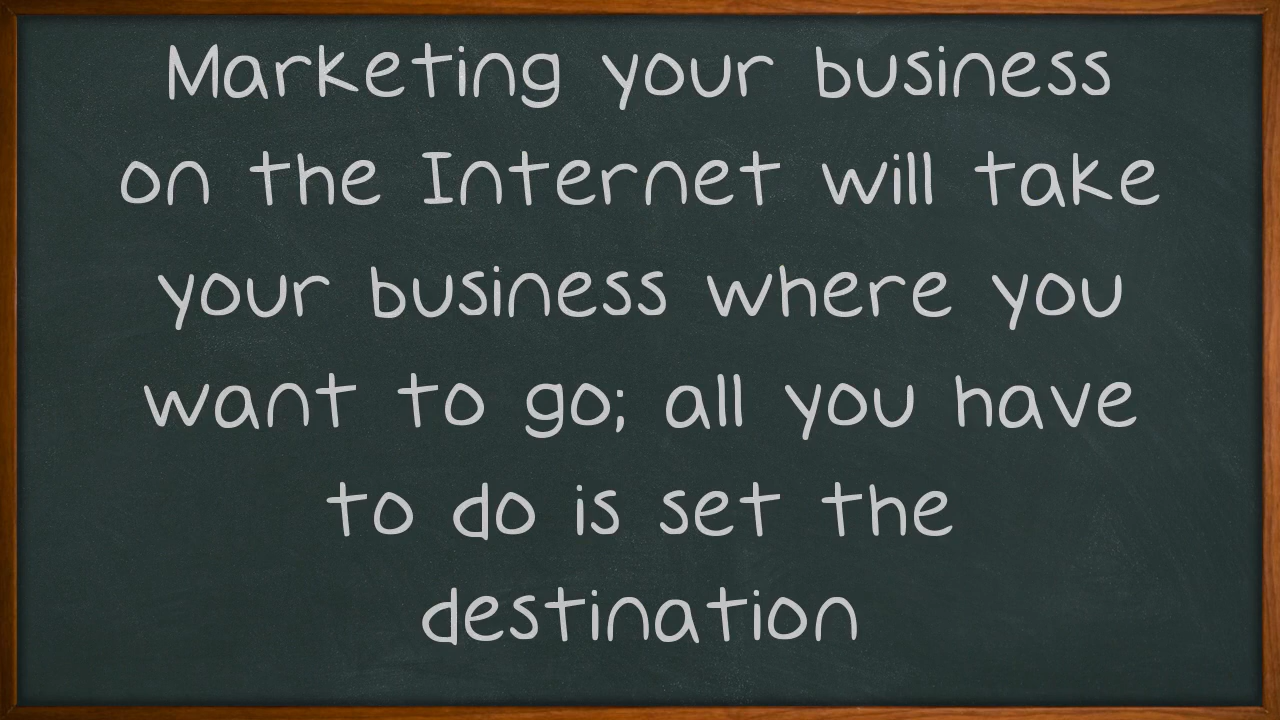 Marketing your business
on the Internet will take
your business where you
want to go; all you have
to do is set the
destination